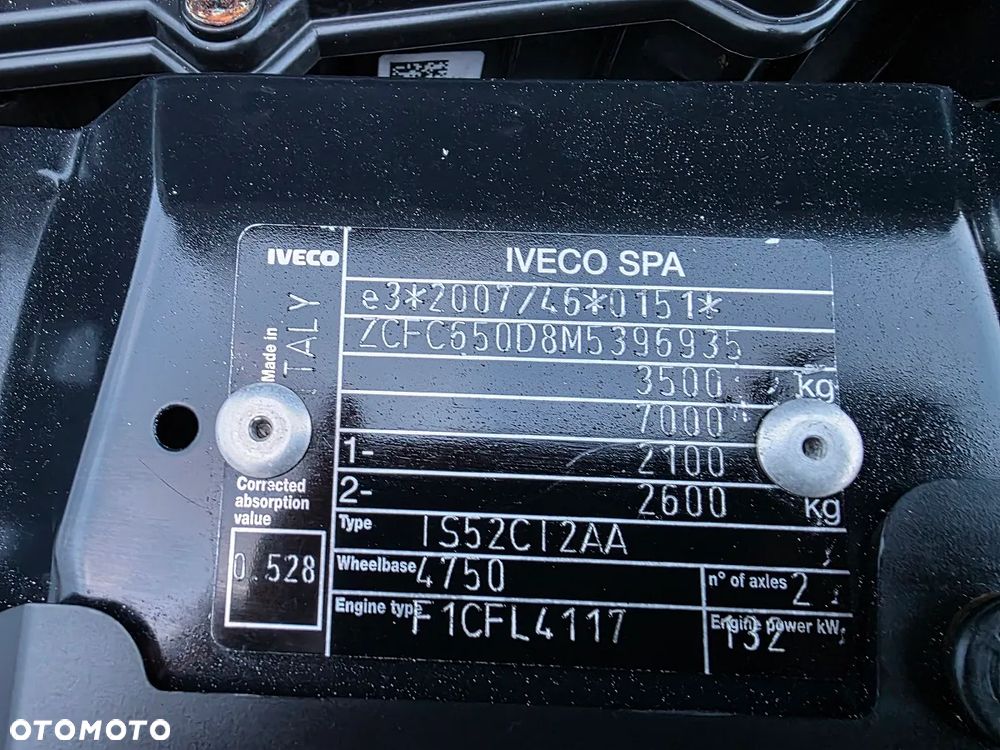 IVECO
IVECO SPA
Made in
ITALY
e3*2007/46*0151*
ZCFC650D8M5396935
3500 kg
7000
1- 2100
2- 2600 kg
Corrected
absorption
value
0.528
Type IS52CI2AA
Wheelbase 4750
n° of axles 2
Engine type F1CFL4117
Engine power kW 132
OTOMOTO